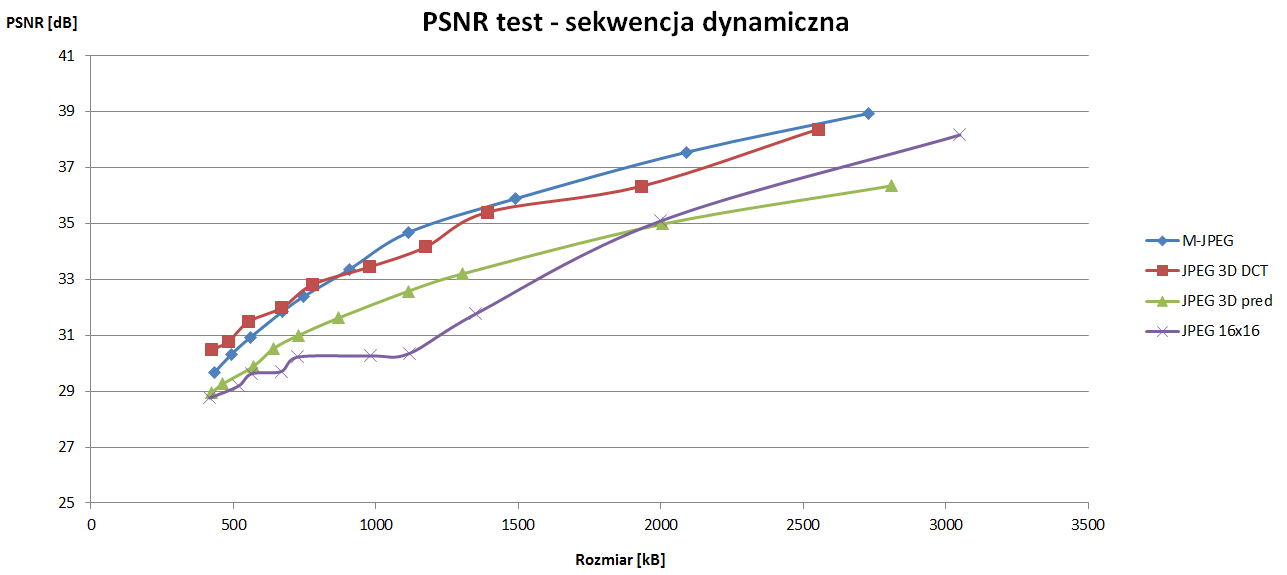 PSNR test - sekwencja dynamiczna
PSNR [dB]
41
39
37
35
33
31
29
27
25
0 500 1000 1500 2000 2500 3000 3500
Rozmiar [kB]
M-JPEG
JPEG 3D DCT
JPEG 3D pred
JPEG 16x16